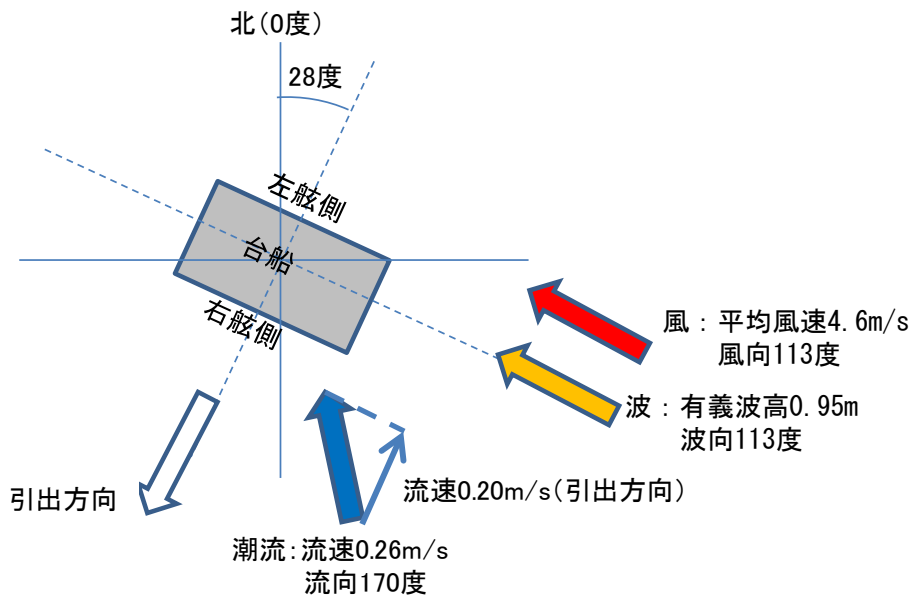 北(0度)
28度
左舷側
台船
右舷側
風：平均風速4.6m/s
風向113度
波：有義波高0.95m
波向113度
引出方向
流速0.20m/s(引出方向)
潮流：流速0.26m/s
流向170度